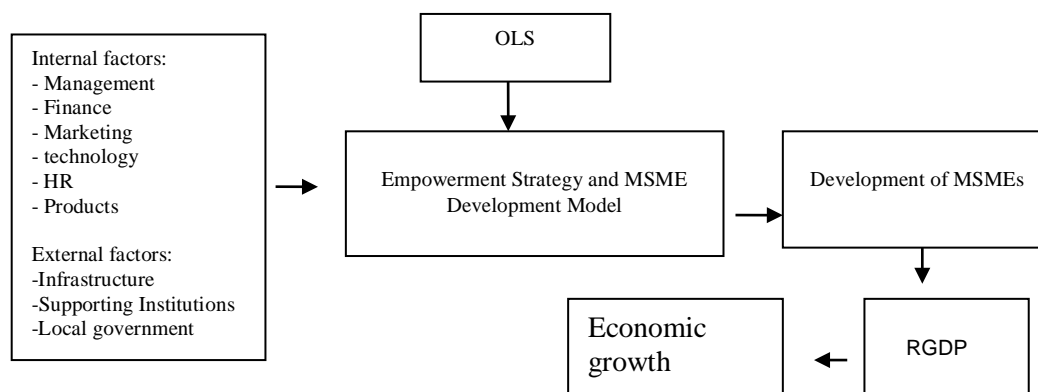 Internal factors:
- Management
- Finance
- Marketing
- technology
- HR
- Products
External factors:
-Infrastructure
-Supporting Institutions
-Local government
OLS
Empowerment Strategy and MSME
Development Model
Development of MSMEs
RGDP
Economic
growth